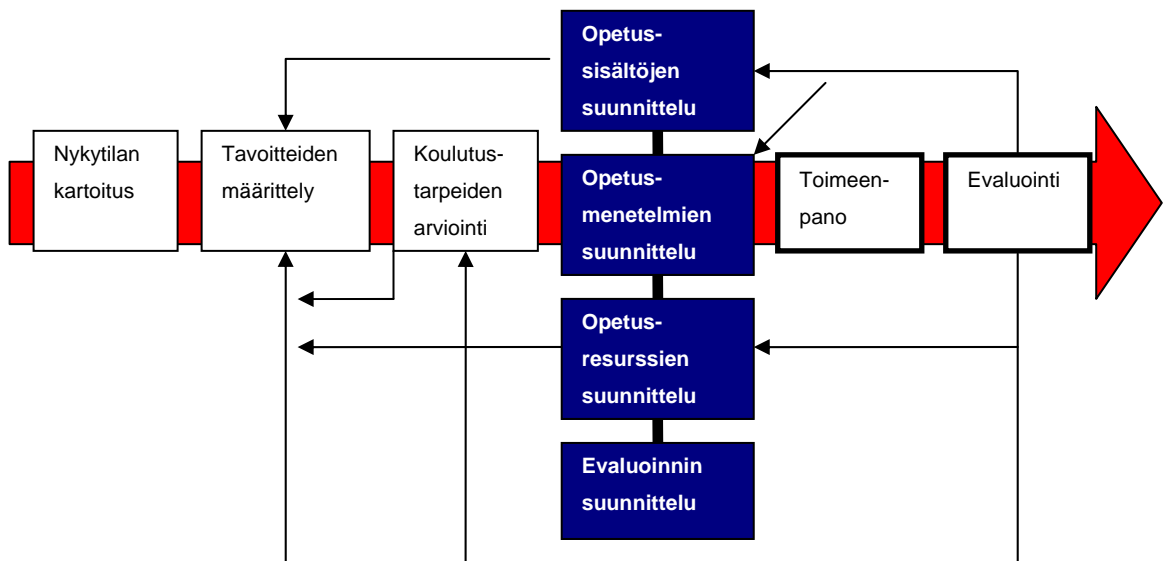 Opetus-
sisältöjen
suunnittelu
Nykytilan
kartoitus
Tavoitteiden
määrittely
Koulutus-
tarpeiden
arviointi
Opetus-
menetelmien
suunnittelu
Toimeen-
pano
Evaluointi
Opetus-
resurssien
suunnittelu
Evaluoinnin
suunnittelu